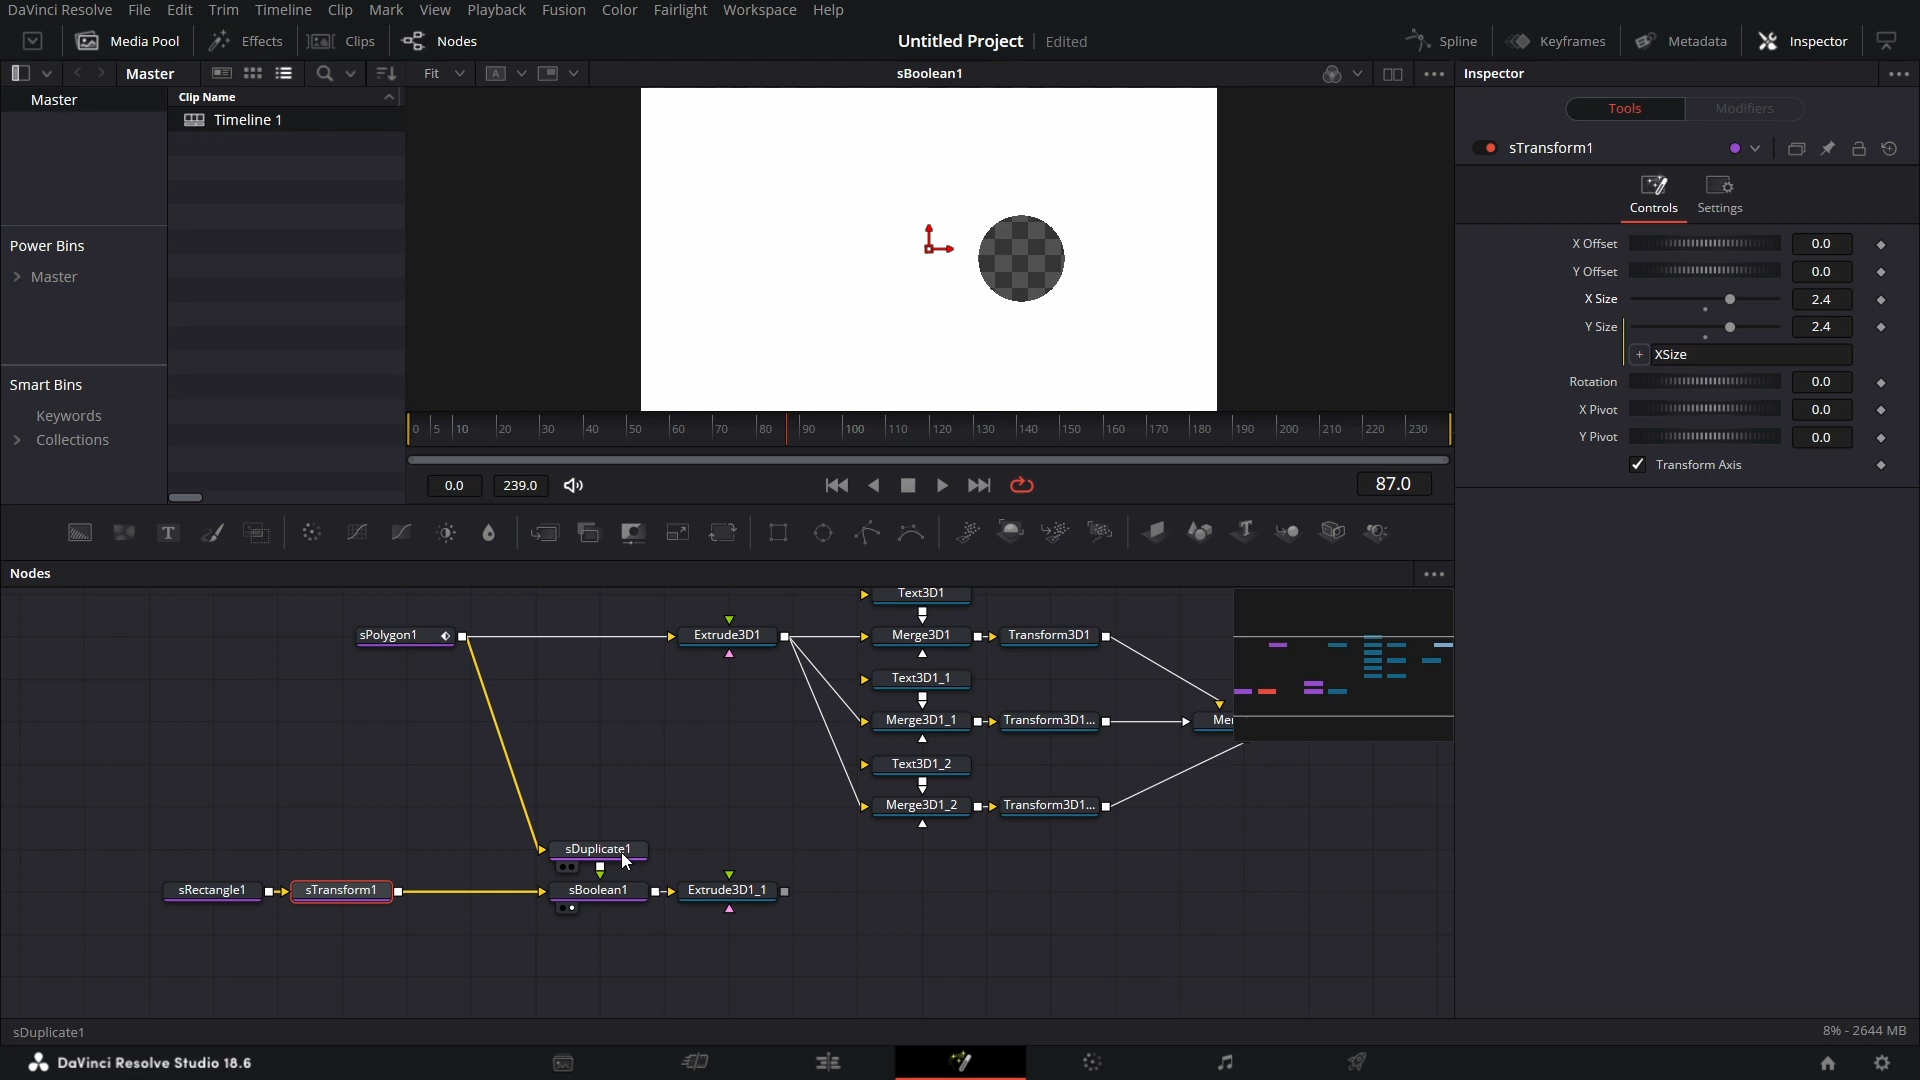 DaVinci Resolve File Edit Trim Timeline Clip Mark View Playback Fusion Color Fairlight Workspace Help
Media Pool Effects Clips Nodes Untitled Project Edited Spline Keyframes Metadata Inspector
Master Fit A sBoolean1 Inspector
Master
Clip Name
Timeline 1
Power Bins
Master
Smart Bins
Keywords
Collections
Tools Modifiers
sTransform1
Controls Settings
X Offset 0.0
Y Offset 0.0
X Size 2.4
Y Size 2.4
+ XSize
Rotation 0.0
X Pivot 0.0
Y Pivot 0.0
Transform Axis
0 5 10 20 30 40 50 60 70 80 90 100 110 120 130 140 150 160 170 180 190 200 210 220 230
0.0 239.0 87.0
T T
Nodes
Text3D1
sPolygon1 Extrude3D1 Merge3D1 Transform3D1
Text3D1_1
Merge3D1_1 Transform3D1... Mer
Text3D1_2
Merge3D1_2 Transform3D1...
sDuplicate1
sRectangle1 sTransform1 sBoolean1 Extrude3D1_1
sDuplicate1 8% - 2644 MB
DaVinci Resolve Studio 18.6